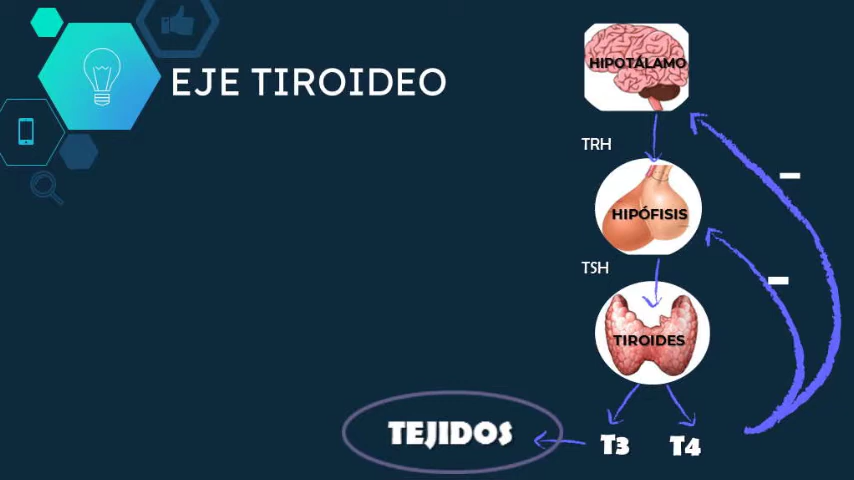 EJE TIROIDEO
HIPOTÁLAMO
TRH
HIPÓFISIS
TSH
TIROIDES
TEJIDOS
T3
T4